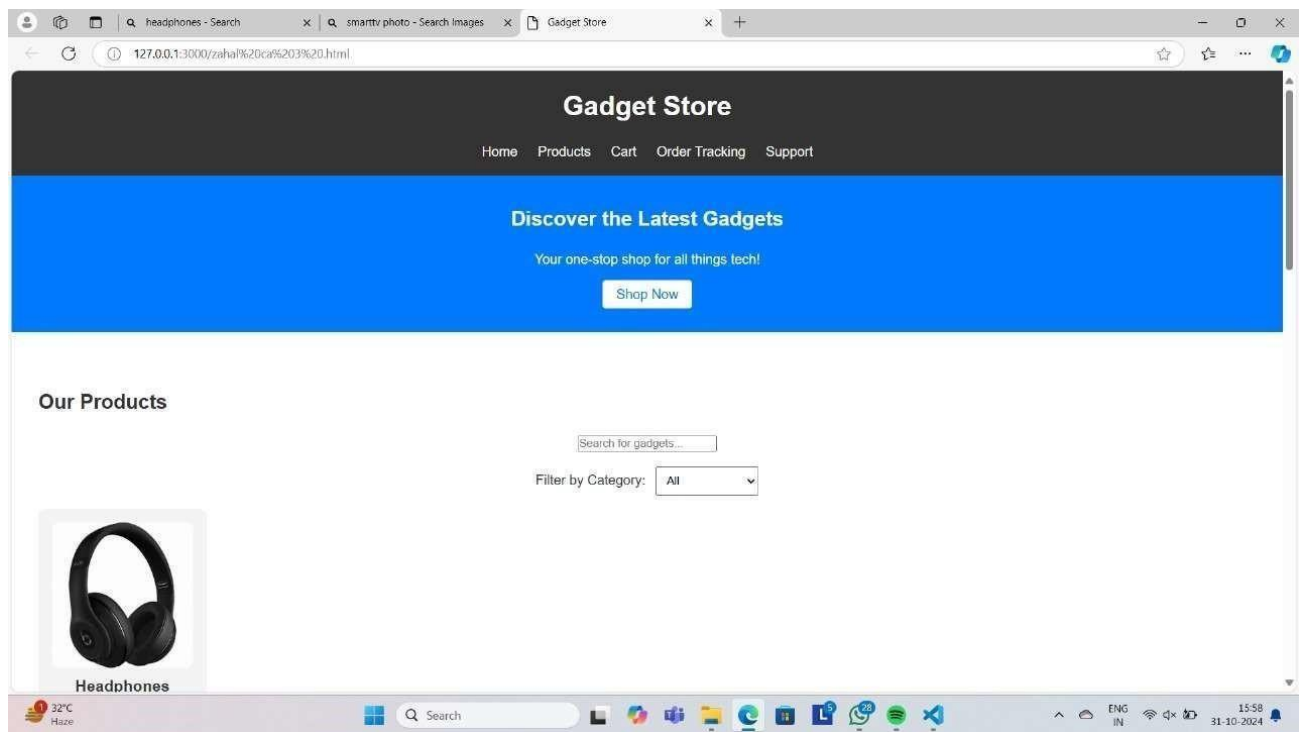 headphones - Search
smarttv photo - Search Images
Gadget Store
127.0.0.1:3000/zahal%20ca%203%20.html
Gadget Store
Home Products Cart Order Tracking Support
Discover the Latest Gadgets
Your one-stop shop for all things tech!
Shop Now
Our Products
Search for gadgets...
Filter by Category: All
Headphones
1
32°C
Haze
Search
L 5
28
ENG
IN
15:58
31-10-2024